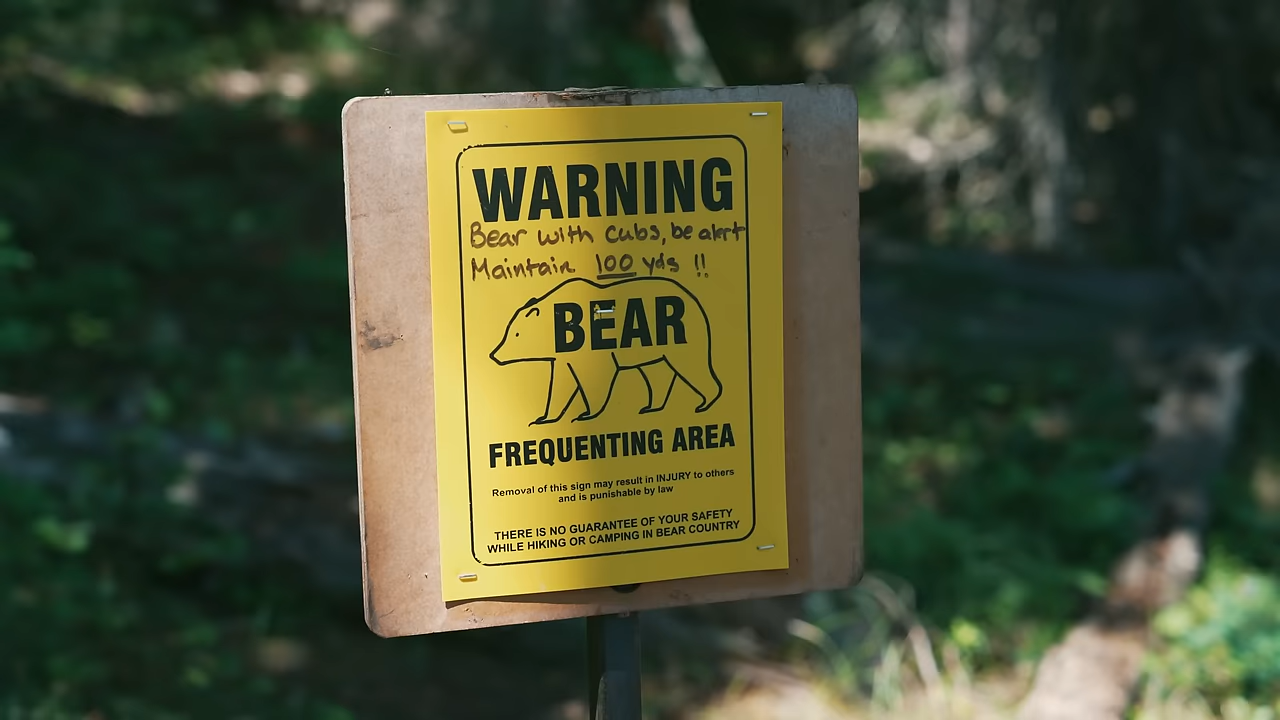 WARNING
Bear with Cubs, be alert
Maintain 100 yds !!
BEAR
FREQUENTING AREA
Removal of this sign may result in INJURY to others
and is punishable by law
THERE IS NO GUARANTEE OF YOUR SAFETY
WHILE HIKING OR CAMPING IN BEAR COUNTRY